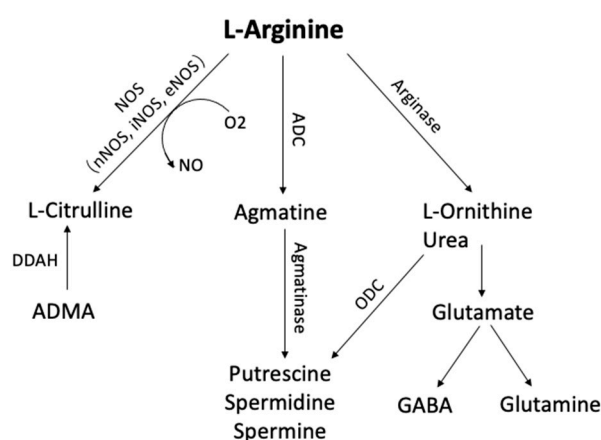 L-Arginine
NOS
(nNOS, iNOS, eNOS)
O2
NO
ADC
Arginase
L-Citrulline
Agmatine
L-Ornithine
Urea
DDAH
ADMA
Agmatinase
ODC
Glutamate
Putrescine
Spermidine
Spermine
GABA
Glutamine